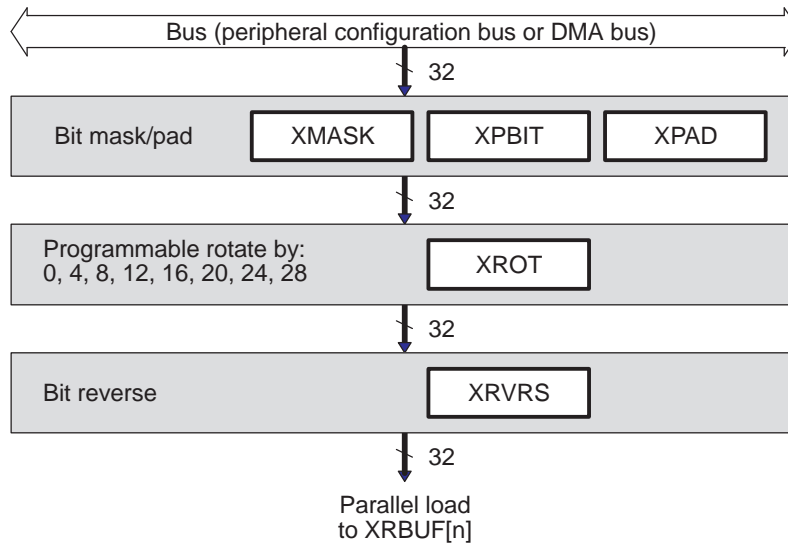 Bus (peripheral configuration bus or DMA bus)
32
Bit mask/pad XMASK XPBIT XPAD
32
Programmable rotate by:
0, 4, 8, 12, 16, 20, 24, 28
XROT
32
Bit reverse XRVRS
32
Parallel load
to XRBUF[n]